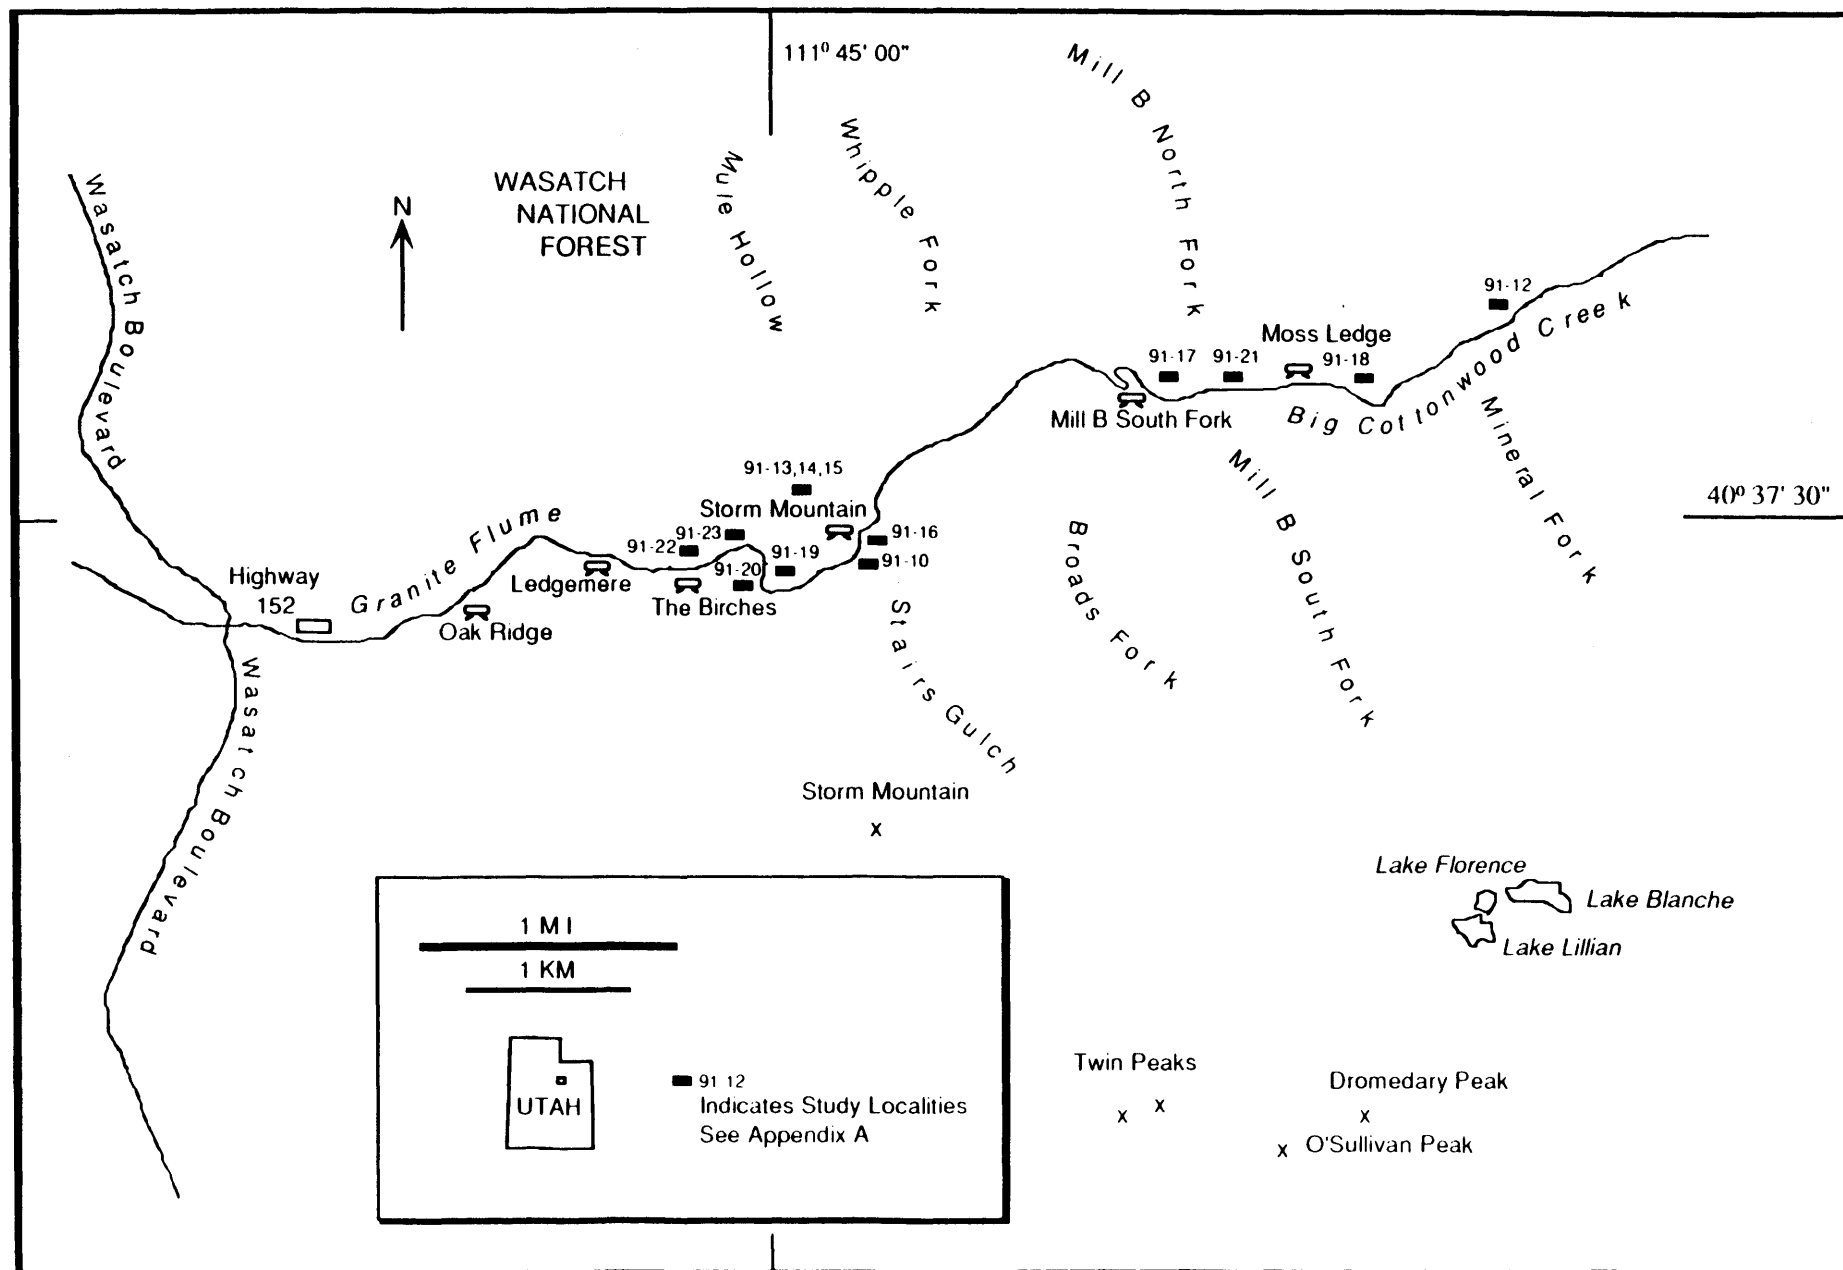 111⁰ 45' 00"
Mill B North Fork
Whipple Fork
Mule Hollow
WASATCH
NATIONAL
FOREST
N
Wasatch Boulevard
91-12
Moss Ledge
91-17
91-21
91-18
Big Cottonwood Creek
Mill B South Fork
Mineral Fork
Mill B South Fork
91-13,14,15
Storm Mountain
40⁰ 37' 30"
Granite Flume
91-23
91-22
91-16
91-19
91-10
91-20
Broads Fork
Highway
152
Ledgemere
The Birches
Oak Ridge
Stairs Gulch
Wasatch Boulevard
Storm Mountain
x
Lake Florence
Lake Blanche
Lake Lillian
1 MI
1 KM
UTAH
91 12
Indicates Study Localities
See Appendix A
Twin Peaks
x x
Dromedary Peak
x
x O'Sullivan Peak